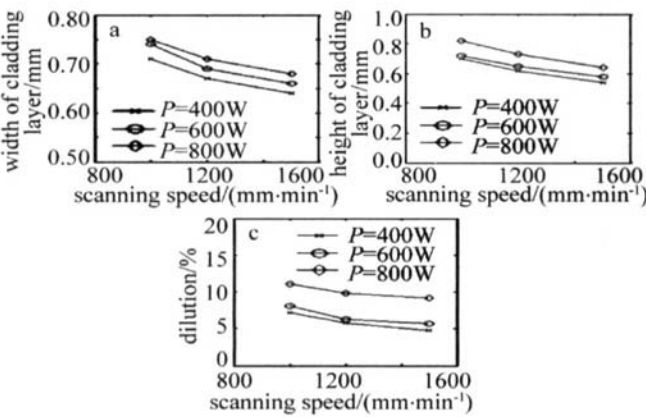 0.80
0.70
0.60
0.50
width of cladding
layer/mm
a
P=400W
P=600W
P=800W
800
1200
1600
scanning speed/(mm·min⁻¹)
1.0
0.8
0.6
0.4
0.2
0.0
height of cladding
layer/mm
b
P=400W
P=600W
P=800W
800
1200
1600
scanning speed/(mm·min⁻¹)
20
15
10
5
0
dilution/%
c
P=400W
P=600W
P=800W
800
1200
1600
scanning speed/(mm·min⁻¹)